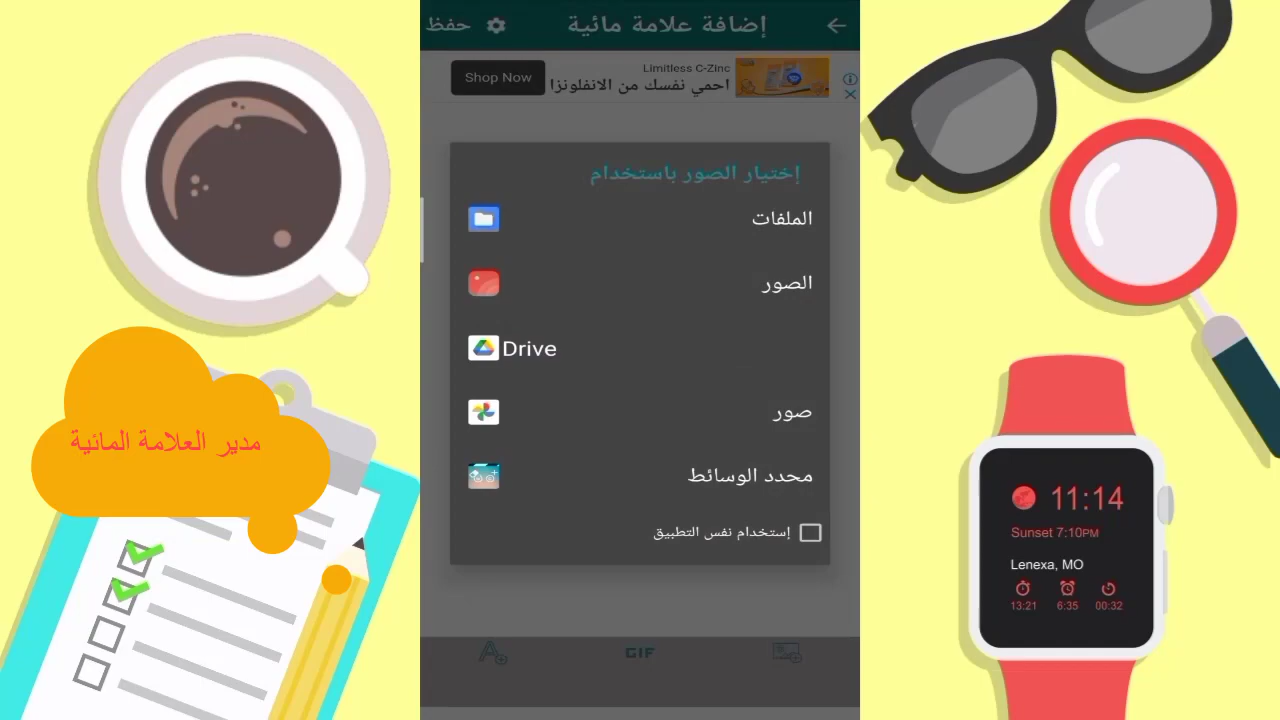 إضافة علامة مائية
حفظ
Limitless C-Zinc
احمي نفسك من الانفلونزا
Shop Now
إختيار الصور باستخدام
الملفات
الصور
Drive
صور
محدد الوسائط
إستخدام نفس التطبيق
GIF
مدير العلامة المائية
11:14
Sunset 7:10PM
Lenexa, MO
13:21 6:35 00:32